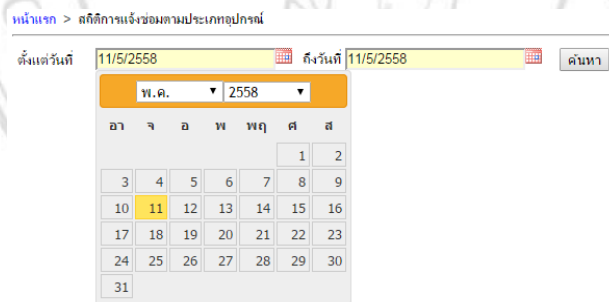 หน้าแรก > สถิติการแจ้งซ่อมตามประเภทอุปกรณ์
ตั้งแต่วันที่ 11/5/2558 ถึงวันที่ 11/5/2558 ค้นหา
พ.ค. 2558
อา จ อ พ พฤ ศ ส
1 2
3 4 5 6 7 8 9
10 11 12 13 14 15 16
17 18 19 20 21 22 23
24 25 26 27 28 29 30
31